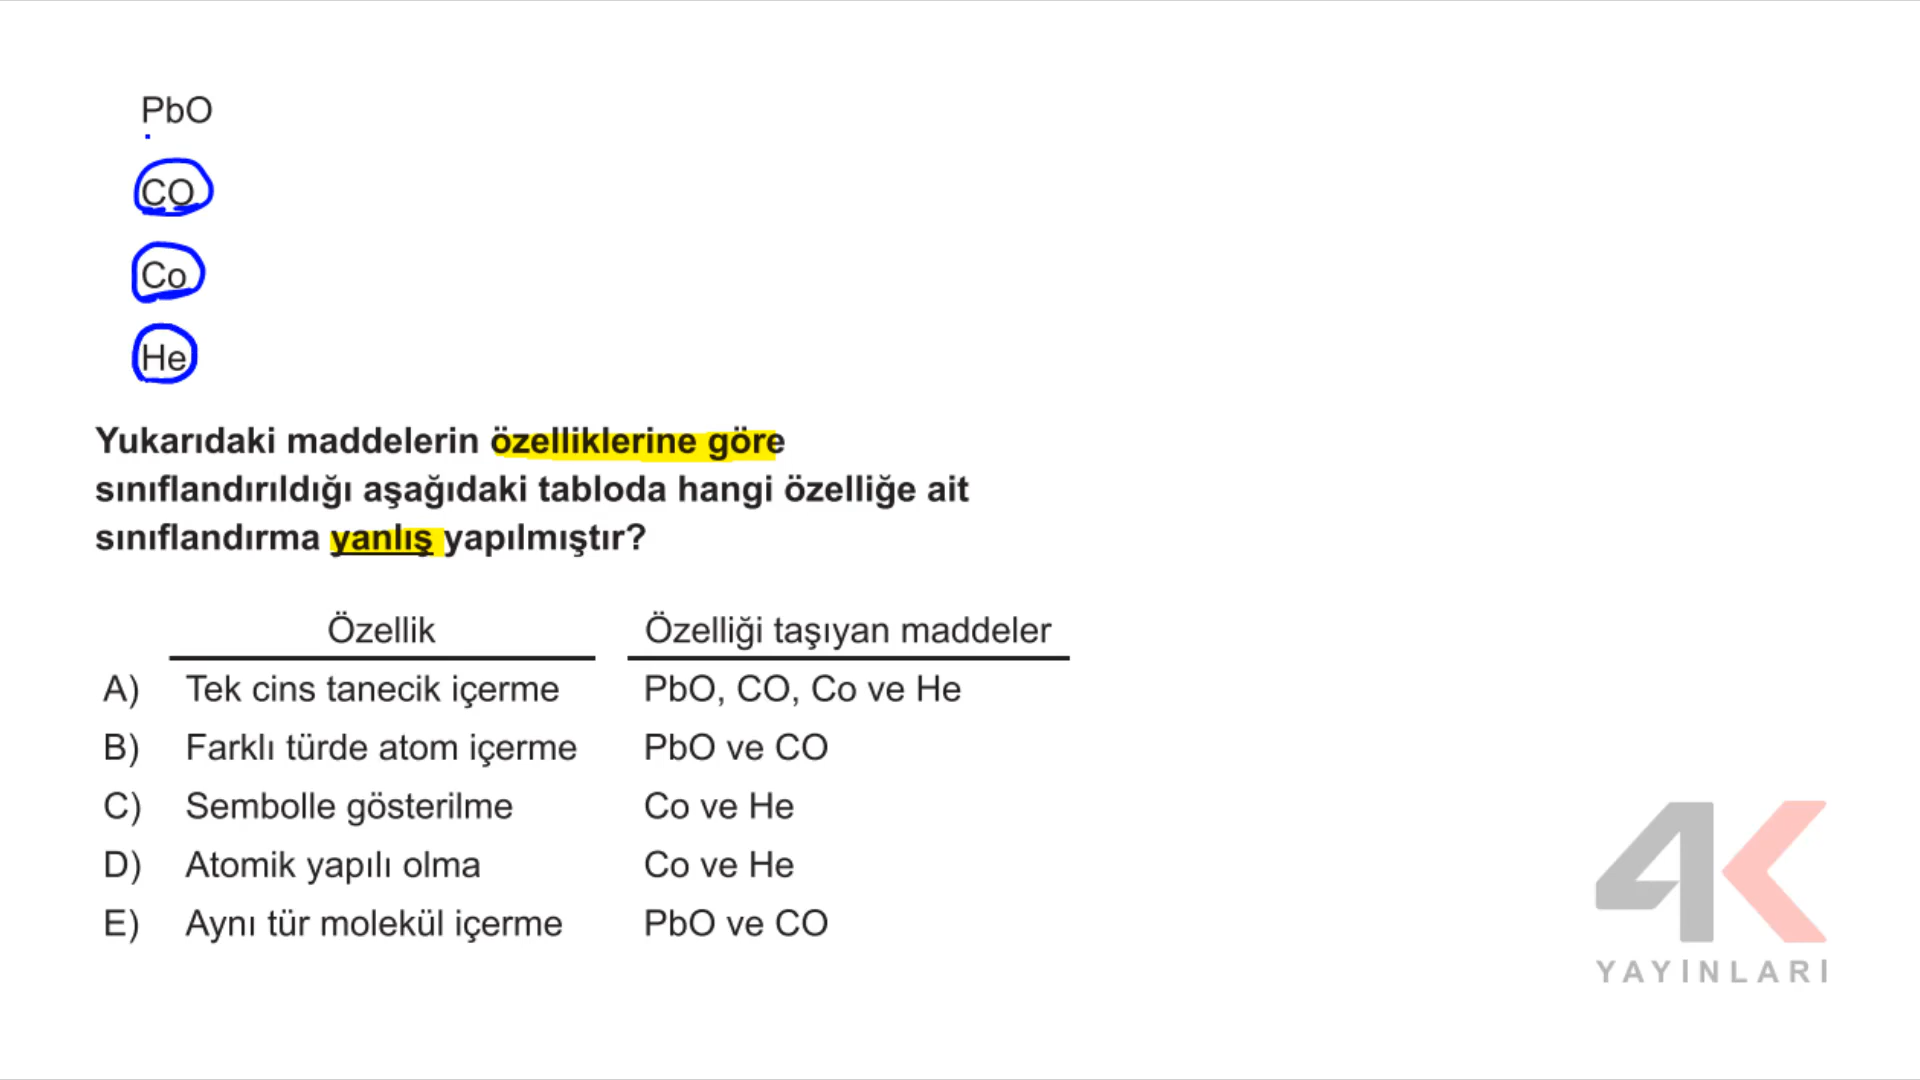 PbO
CO
Co
He
Yukarıdaki maddelerin özelliklerine göre
sınıflandırıldığı aşağıdaki tabloda hangi özelliğe ait
sınıflandırma yanlış yapılmıştır?
Özellik Özelliği taşıyan maddeler
A) Tek cins tanecik içerme PbO, CO, Co ve He
B) Farklı türde atom içerme PbO ve CO
C) Sembolle gösterilme Co ve He
D) Atomik yapılı olma Co ve He
E) Aynı tür molekül içerme PbO ve CO
4K
YAYINLARI